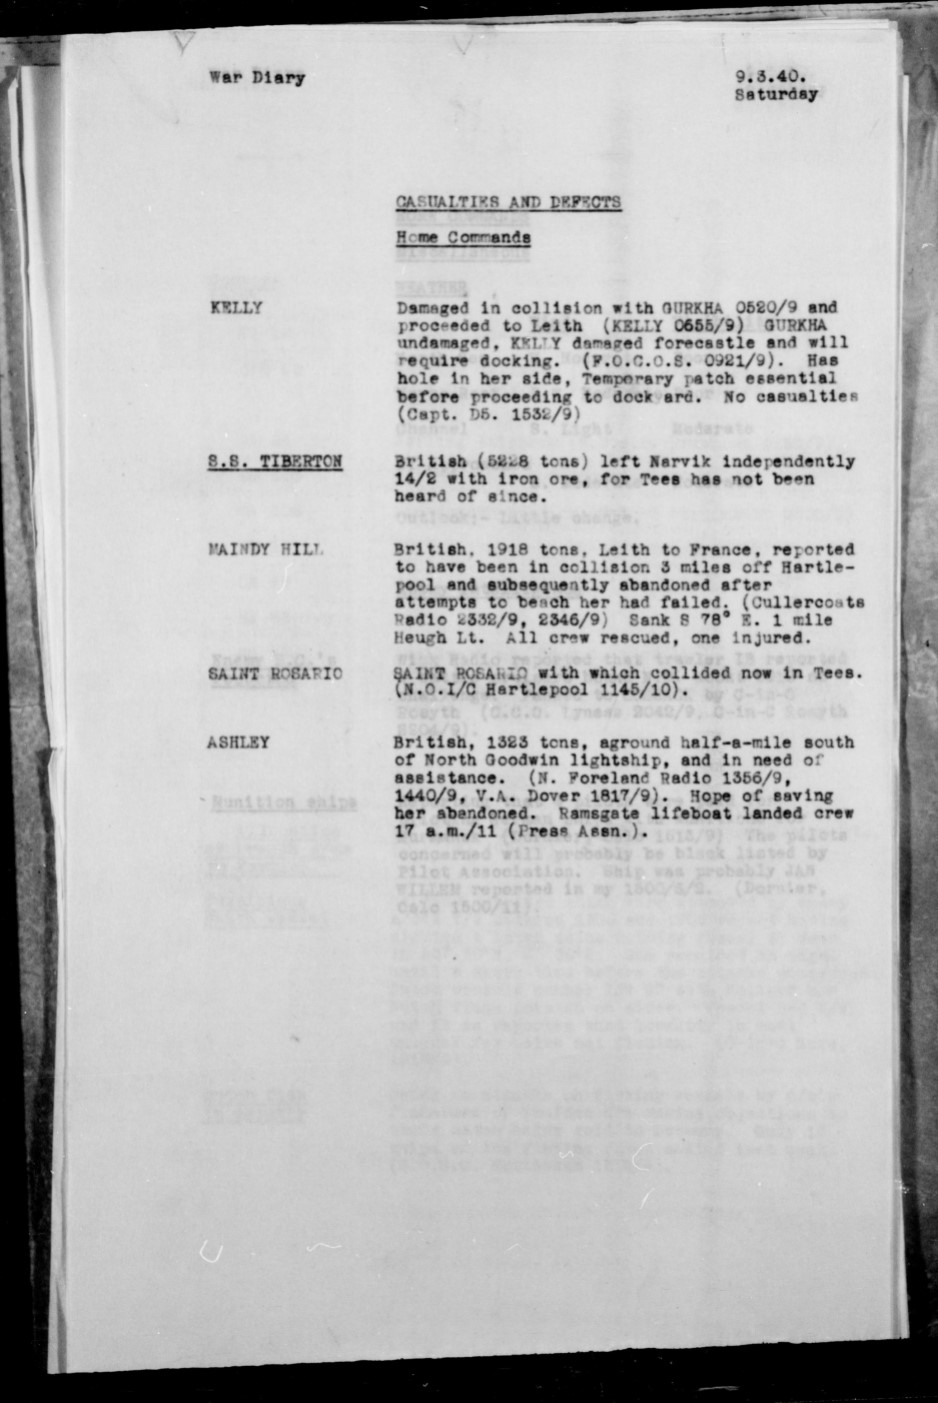 War Diary
9.3.40.
Saturday
CASUALTIES AND DEFECTS
Home Commands
KELLY
Damaged in collision with GURKHA 0520/9 and
proceeded to Leith (KELLY 0655/9) GURKHA
undamaged, KELLY damaged forecastle and will
require docking. (F.O.C.O.S. 0921/9). Has
hole in her side, Temporary patch essential
before proceeding to dock ard. No casualties
(Capt. D5. 1532/9)
S.S. TIBERTON
British (5228 tons) left Narvik independently
14/2 with iron ore, for Tees has not been
heard of since.
MAINDY HILL
British, 1918 tons, Leith to France, reported
to have been in collision 3 miles off Hartle-
pool and subsequently abandoned after
attempts to beach her had failed. (Cullercoats
Radio 2332/9, 2346/9) Sank S 78° E. 1 mile
Heugh Lt. All crew rescued, one injured.
SAINT ROSARIO
SAINT ROSARIO with which collided now in Tees.
(N.O.I/C Hartlepool 1145/10).
ASHLEY
British, 1323 tons, aground half-a-mile south
of North Goodwin lightship, and in need of
assistance. (N. Foreland Radio 1356/9,
1440/9, V.A. Dover 1817/9). Hope of saving
her abandoned. Ramsgate lifeboat landed crew
17 a.m./11 (Press Assn.).